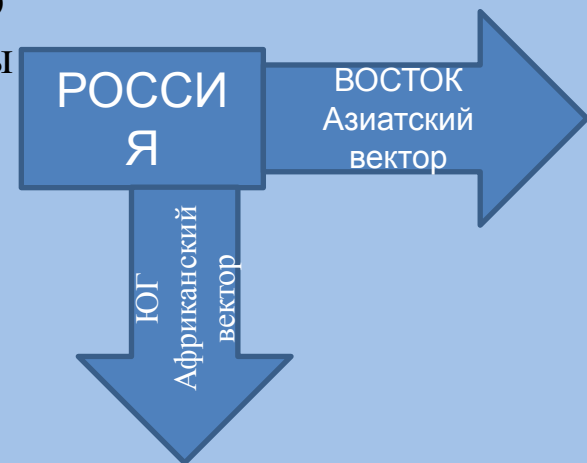 ы
РОССИ
Я
ВОСТОК
Азиатский
вектор
ЮГ
Африканский
вектор